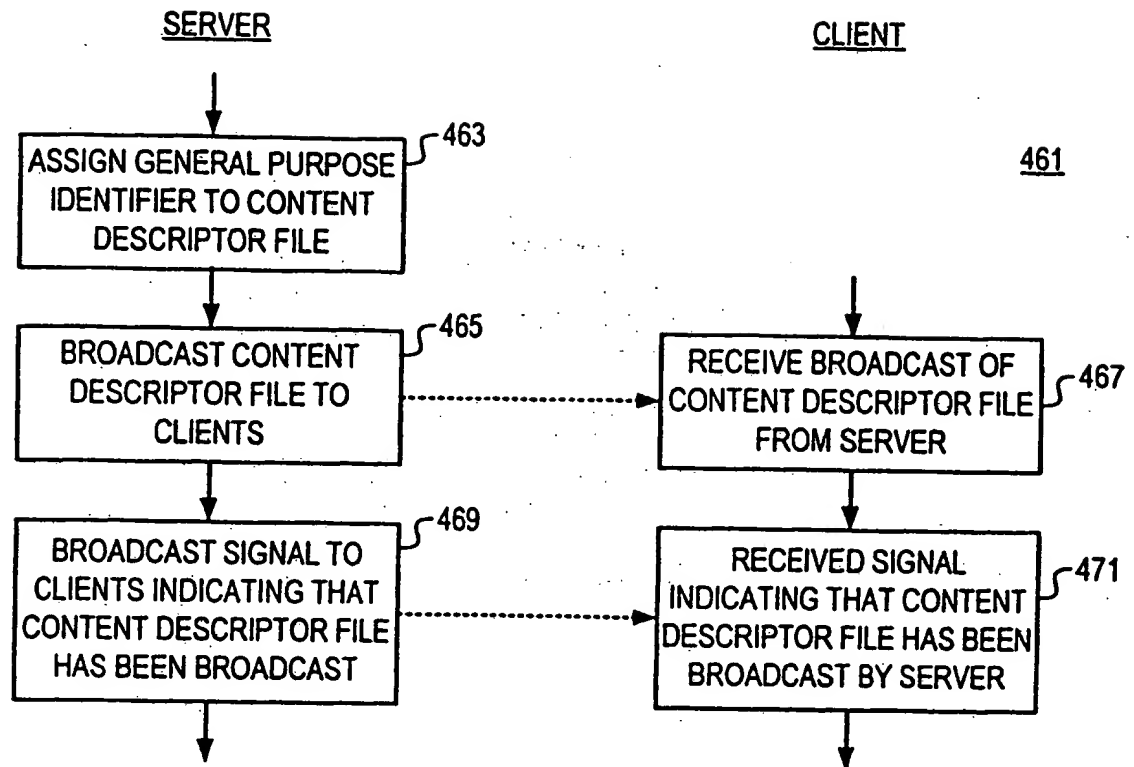 SERVER
CLIENT
463
ASSIGN GENERAL PURPOSE
IDENTIFIER TO CONTENT
DESCRIPTOR FILE
461
465
BROADCAST CONTENT
DESCRIPTOR FILE TO
CLIENTS
RECEIVE BROADCAST OF
CONTENT DESCRIPTOR FILE
FROM SERVER
467
469
BROADCAST SIGNAL TO
CLIENTS INDICATING THAT
CONTENT DESCRIPTOR FILE
HAS BEEN BROADCAST
RECEIVED SIGNAL
INDICATING THAT CONTENT
DESCRIPTOR FILE HAS BEEN
BROADCAST BY SERVER
471